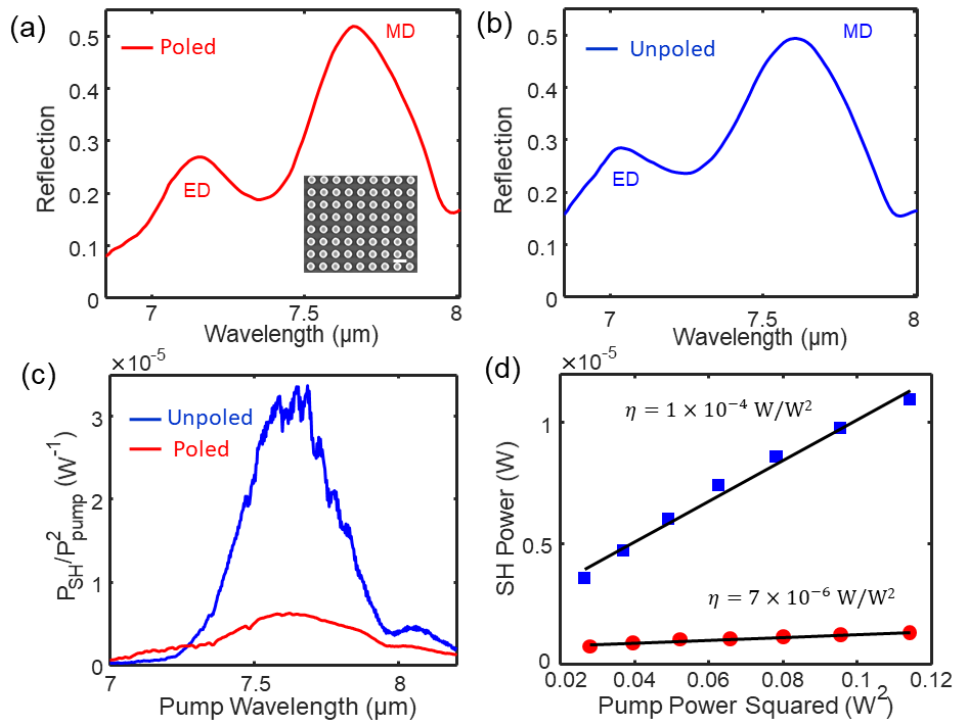 (a)
Poled
MD
ED
0.5
0.4
0.3
0.2
0.1
0
Reflection
7
7.5
8
Wavelength (μm)
(b)
Unpoled
MD
ED
0.5
0.4
0.3
0.2
0.1
0
Reflection
7
7.5
8
Wavelength (μm)
(c)
×10⁻⁵
Unpoled
Poled
3
2
1
0
P_SH/P²_pump (W⁻¹)
7
7.5
8
Pump Wavelength (μm)
(d)
×10⁻⁵
η = 1 × 10⁻⁴ W/W²
η = 7 × 10⁻⁶ W/W²
1
0.5
0
SH Power (W)
0.02
0.04
0.06
0.08
0.1
0.12
Pump Power Squared (W²)